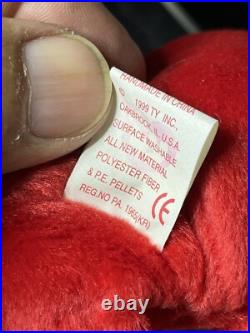 HANDMADE IN CHINA
© 1999 TY INC,
OAKBROOK, IL. U.S.A.
SURFACE WASHABLE
ALL NEW MATERIAL
POLYESTER FIBER
& P.E. PELLETS
REG.NO PA. 1965(KR)
CE